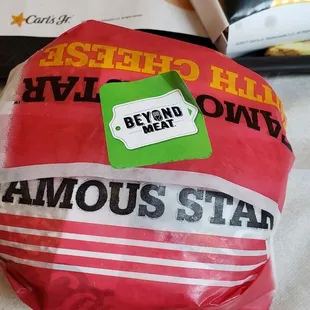 Carl's Jr.
WITH CHEESE
FAMOUS STAR
BEYOND
MEAT
FAMOUS STAR